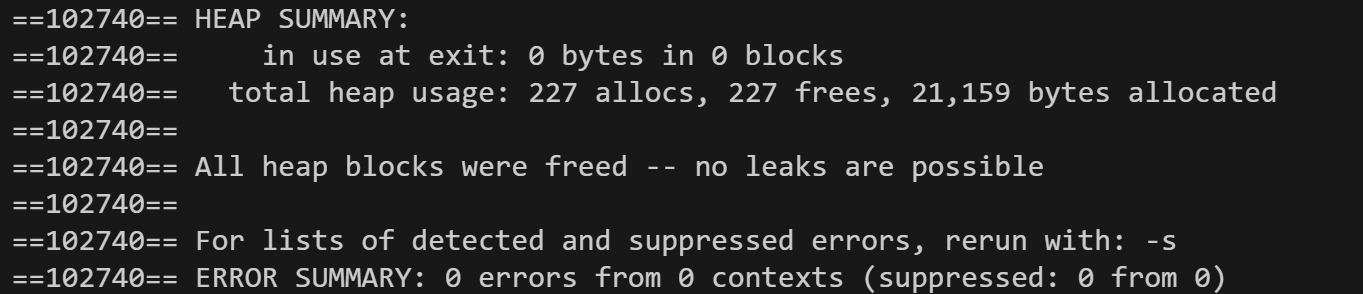 ==102740== HEAP SUMMARY:
==102740==     in use at exit: 0 bytes in 0 blocks
==102740==   total heap usage: 227 allocs, 227 frees, 21,159 bytes allocated
==102740==
==102740== All heap blocks were freed -- no leaks are possible
==102740==
==102740== For lists of detected and suppressed errors, rerun with: -s
==102740== ERROR SUMMARY: 0 errors from 0 contexts (suppressed: 0 from 0)